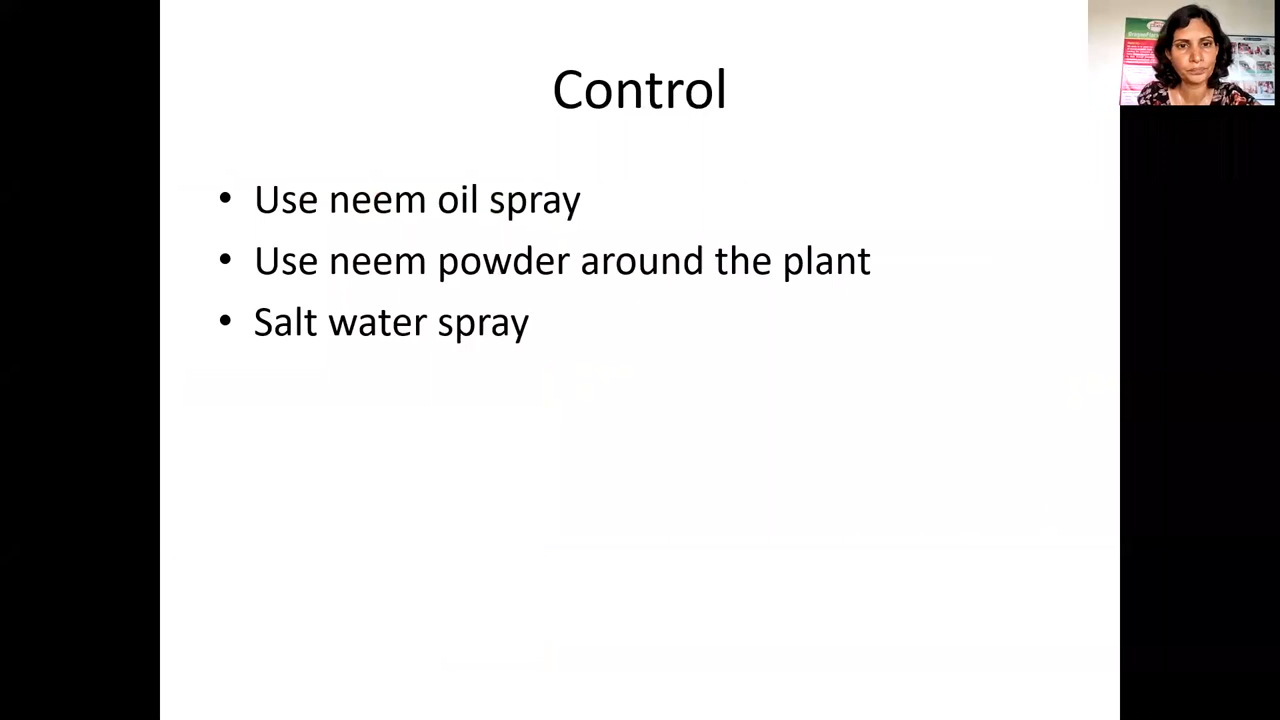 Control
• Use neem oil spray
• Use neem powder around the plant
• Salt water spray